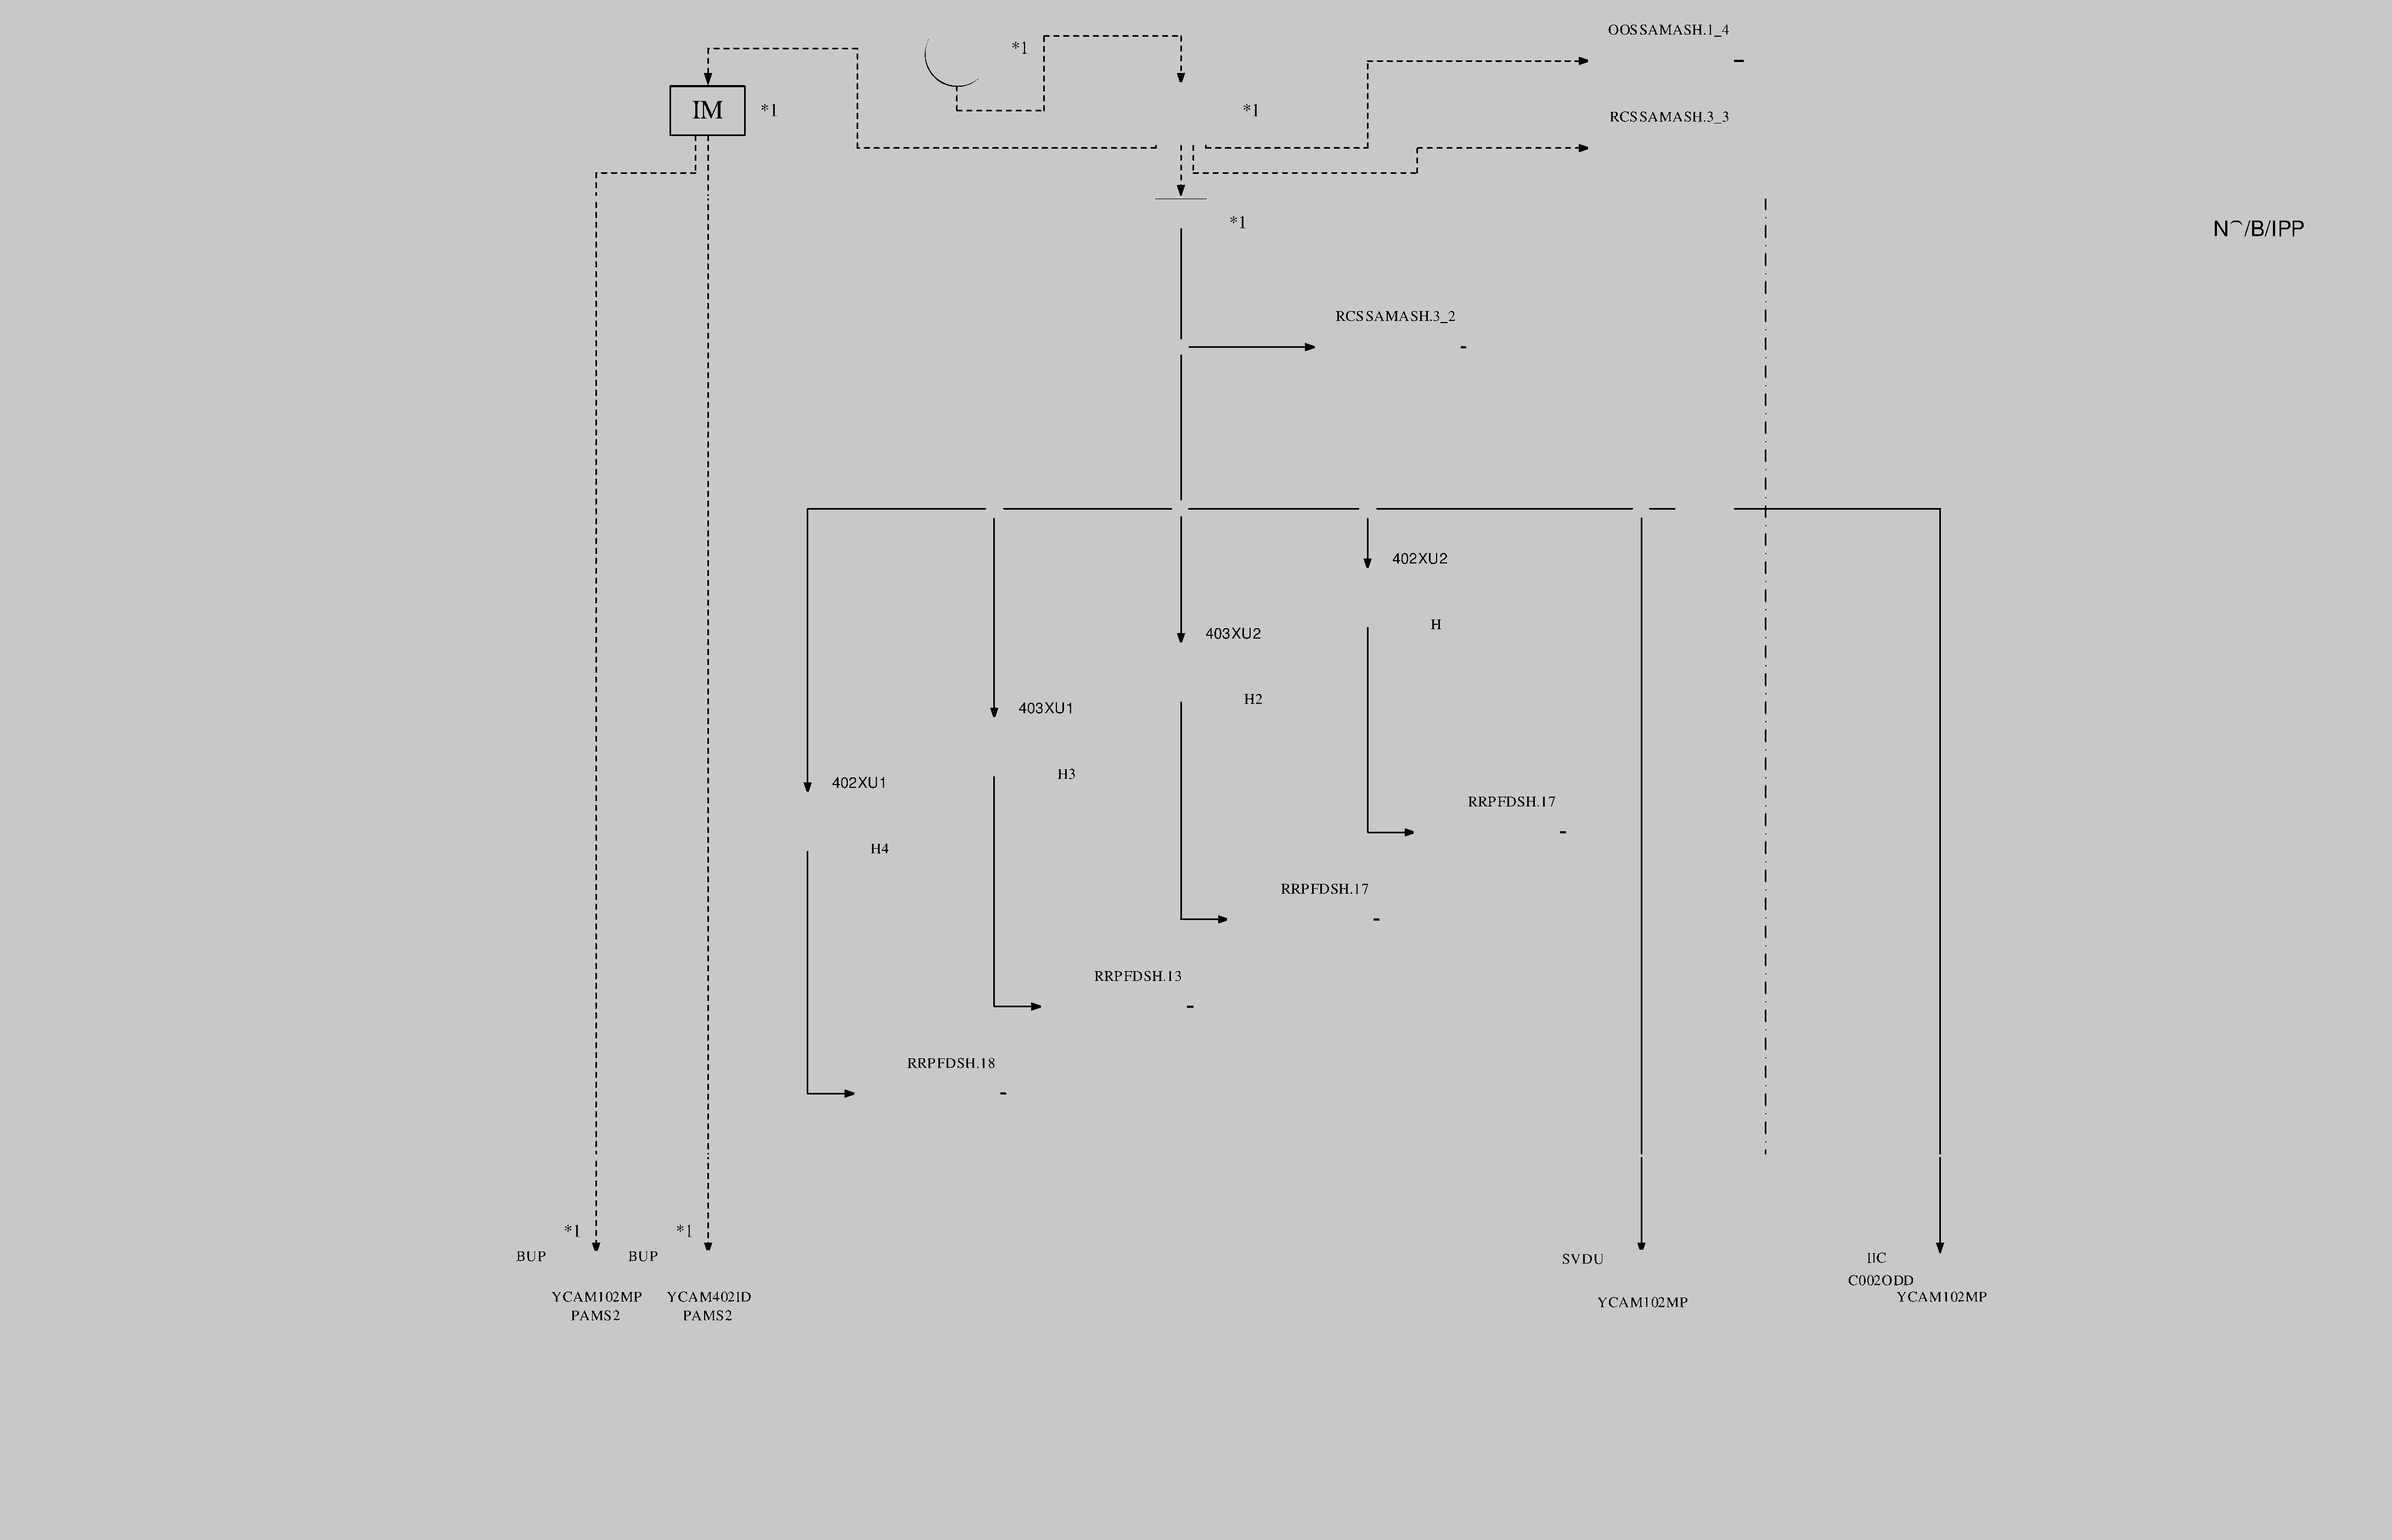 OOSSAMASH.1_4
*1
IM
*1
*1
RCSSAMASH.3_3
*1
/B/IPP
RCSSAMASH.3_2
402XU2
H
403XU2
H2
403XU1
H3
402XU1
H4
RRPFDSH.17
RRPFDSH.17
RRPFDSH.13
RRPFDSH.18
*1
*1
BUP
BUP
SVDU
IIC
C002ODD
YCAM102MP
YCAM402ID
YCAM102MP
YCAM102MP
PAMS2
PAMS2